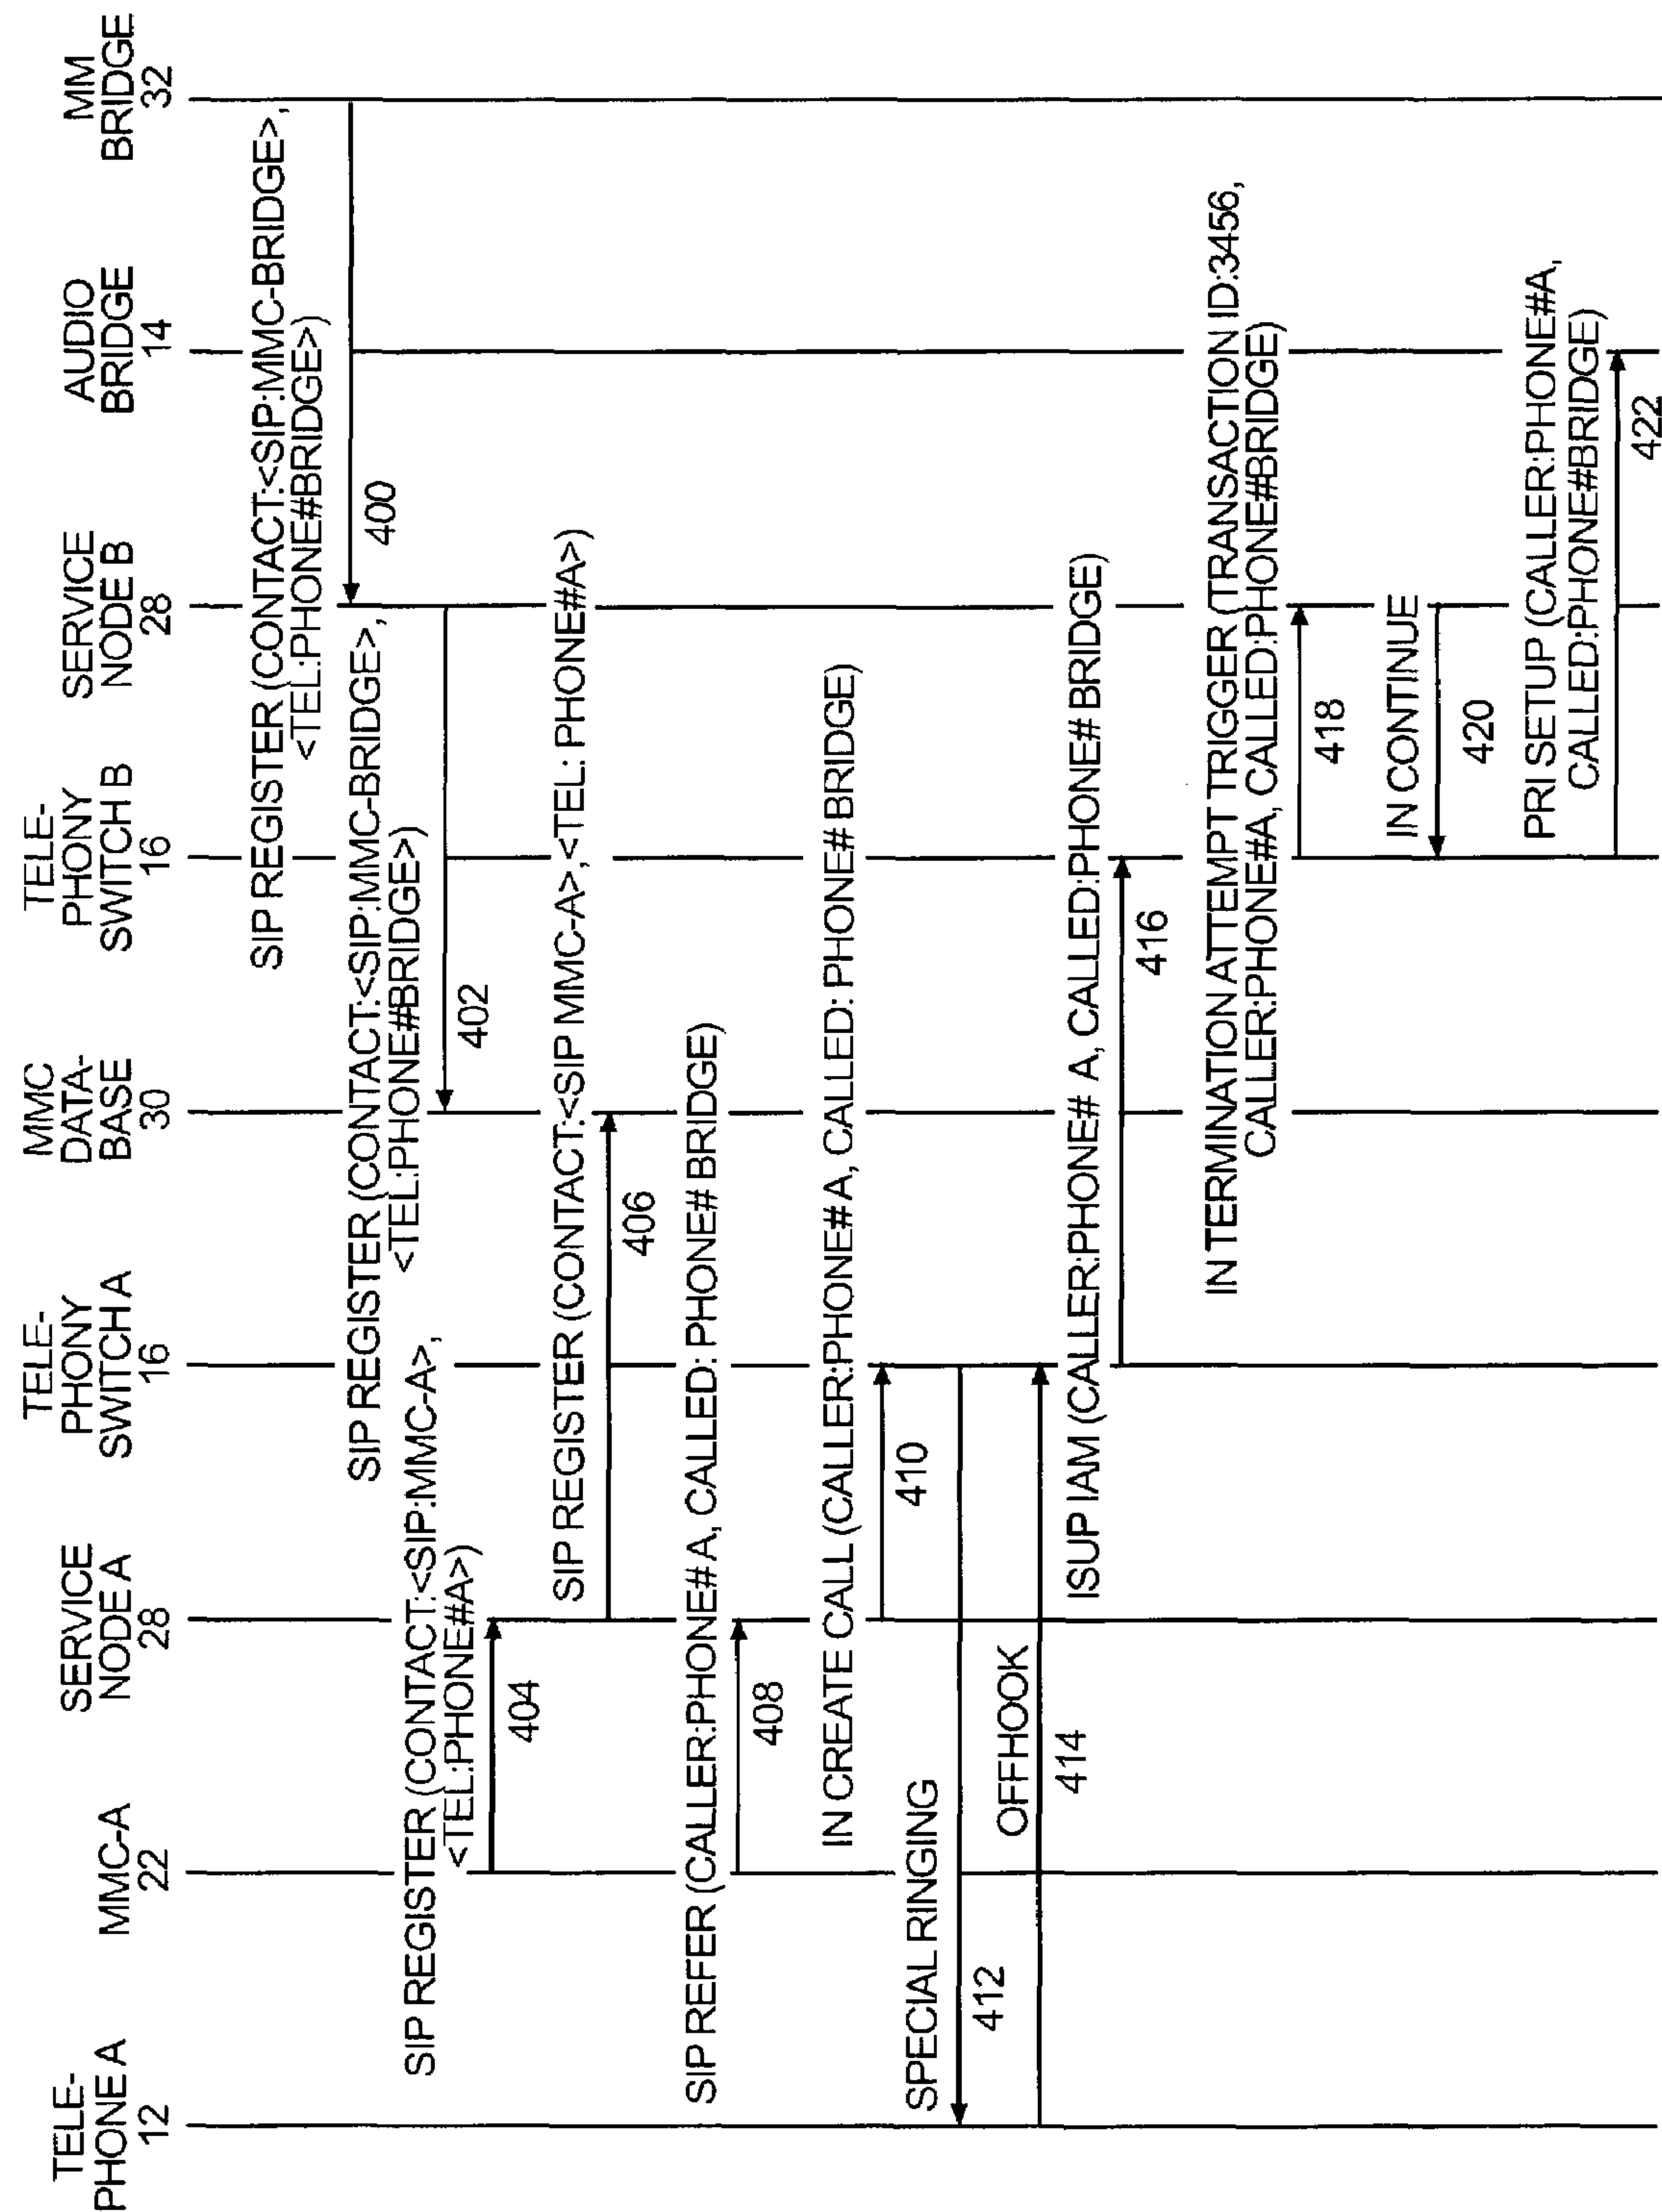 TELE-
PHONE A
12
MMC-A
22
SERVICE
NODE A
28
TELE-
PHONY
SWITCH A
16
MMC
DATA-
BASE
30
TELE-
PHONY
SWITCH B
16
SERVICE
NODE B
28
AUDIO
BRIDGE
14
MM
BRIDGE
32
SIP REGISTER (CONTACT:<SIP:MMC-BRIDGE>,
<TEL:PHONE#BRIDGE>)
400
SIP REGISTER (CONTACT:<SIP:MMC-BRIDGE>,
<TEL:PHONE#BRIDGE>)
402
SIP REGISTER (CONTACT:<SIP:MMC-A>,
<TEL:PHONE#A>)
404
SIP REGISTER (CONTACT:<SIP MMC-A>,<TEL: PHONE#A>)
406
SIP REFER (CALLER:PHONE# A, CALLED: PHONE# BRIDGE)
408
IN CREATE CALL (CALLER:PHONE# A, CALLED: PHONE# BRIDGE)
410
SPECIAL RINGING
412
OFFHOOK
414
ISUP IAM (CALLER:PHONE# A, CALLED:PHONE# BRIDGE)
416
IN TERMINATION ATTEMPT TRIGGER (TRANSACTION ID:3456,
CALLER:PHONE#A, CALLED:PHONE#BRIDGE)
418
IN CONTINUE
420
PRI SETUP (CALLER:PHONE#A,
CALLED:PHONE#BRIDGE)
422